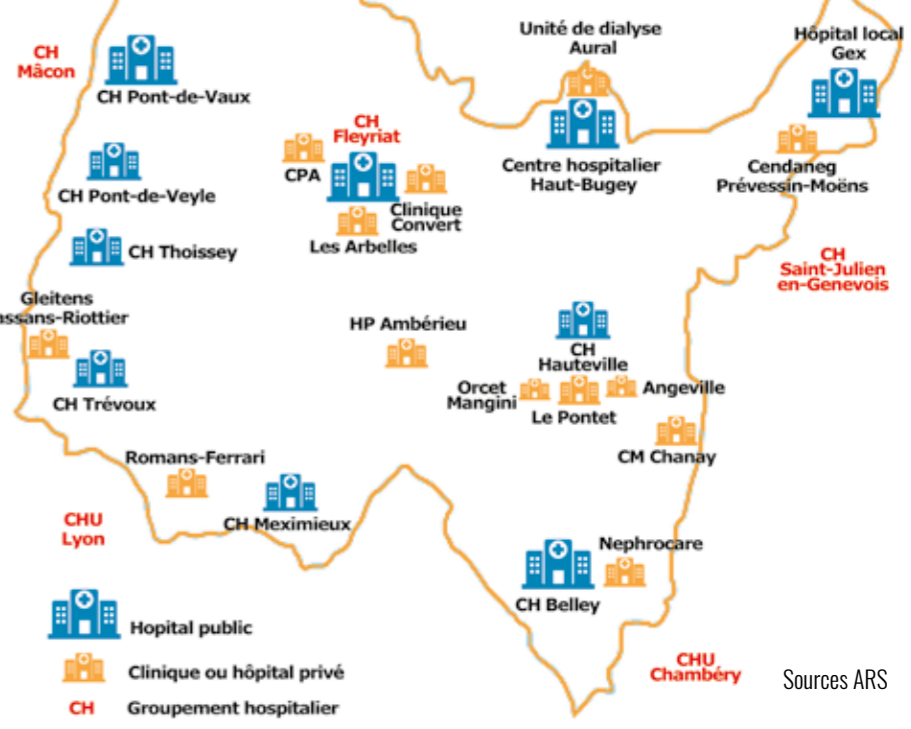 Unité de dialyse
Aural
Hôpital local
Gex
CH
Mâcon
CH Pont-de-Vaux
CH
Fleyriat
CPA
Clinique
Convert
Les Arbelles
Centre hospitalier
Haut-Bugey
Cendaneg
Prévessin-Moëns
CH Pont-de-Veyle
CH Thoissey
CH
Saint-Julien
en-Genevois
Gleitens
assans-Riottier
HP Ambérieu
CH
Hauteville
Orcet
Mangini
Le Pontet
Angeville
CH Trévoux
CM Chanay
Romans-Ferrari
CH Meximieux
CHU
Lyon
Nephrocare
CH Belley
CHU
Chambéry
Hopital public
Clinique ou hôpital privé
CH Groupement hospitalier
Sources ARS